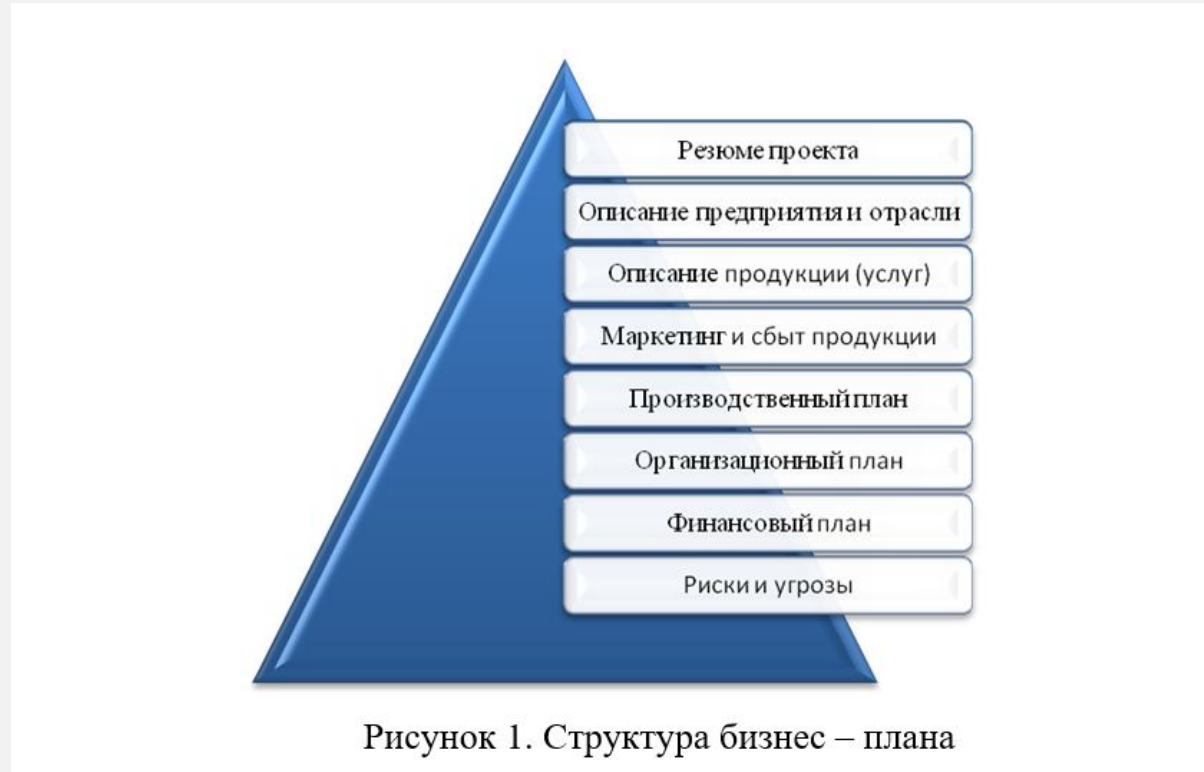 Резюме проекта
Описание предприятия и отрасли
Описание продукции (услуг)
Маркетинг и сбыт продукции
Производственный план
Организационный план
Финансовый план
Риски и угрозы
Рисунок 1. Структура бизнес – плана